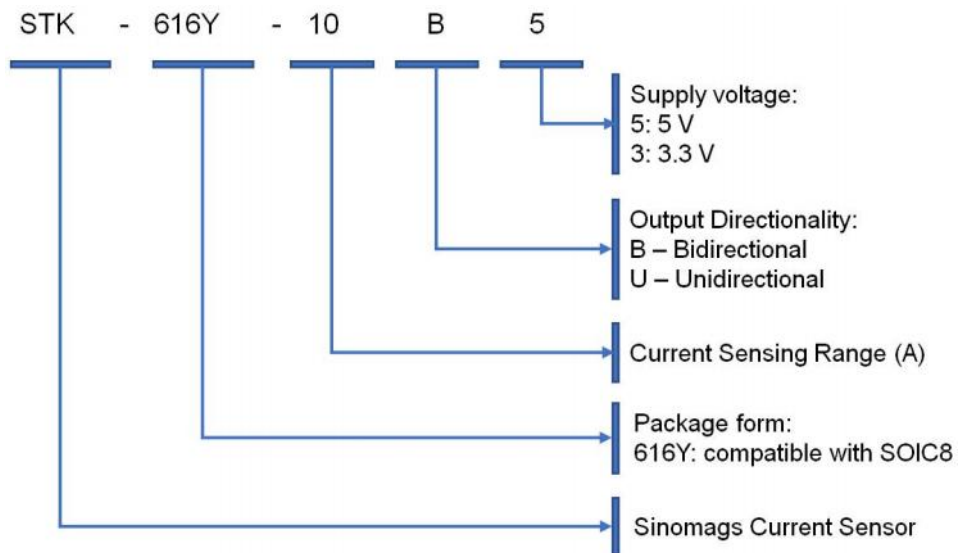 STK - 616Y - 10 B 5
Supply voltage:
5: 5 V
3: 3.3 V
Output Directionality:
B – Bidirectional
U – Unidirectional
Current Sensing Range (A)
Package form:
616Y: compatible with SOIC8
Sinomags Current Sensor